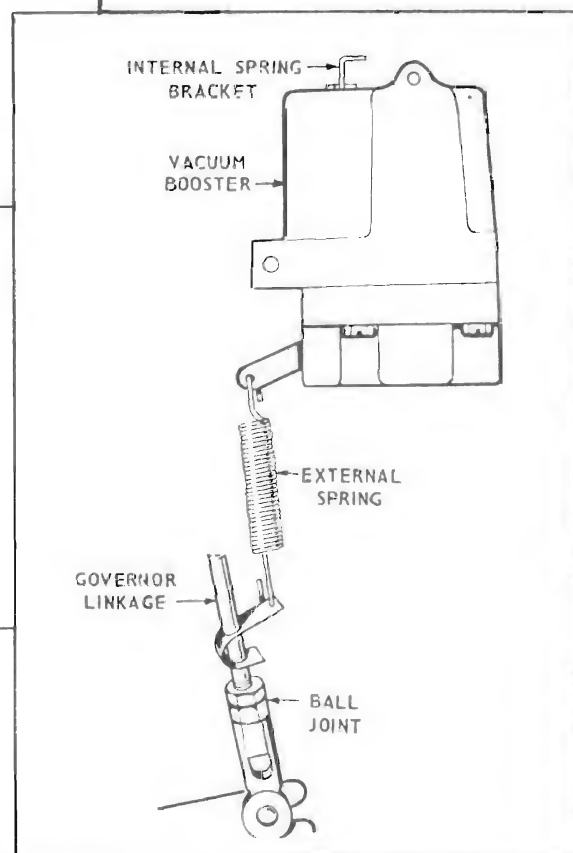 INTERNAL SPRING
BRACKET
VACUUM
BOOSTER
EXTERNAL
SPRING
GOVERNOR
LINKAGE
BALL
JOINT